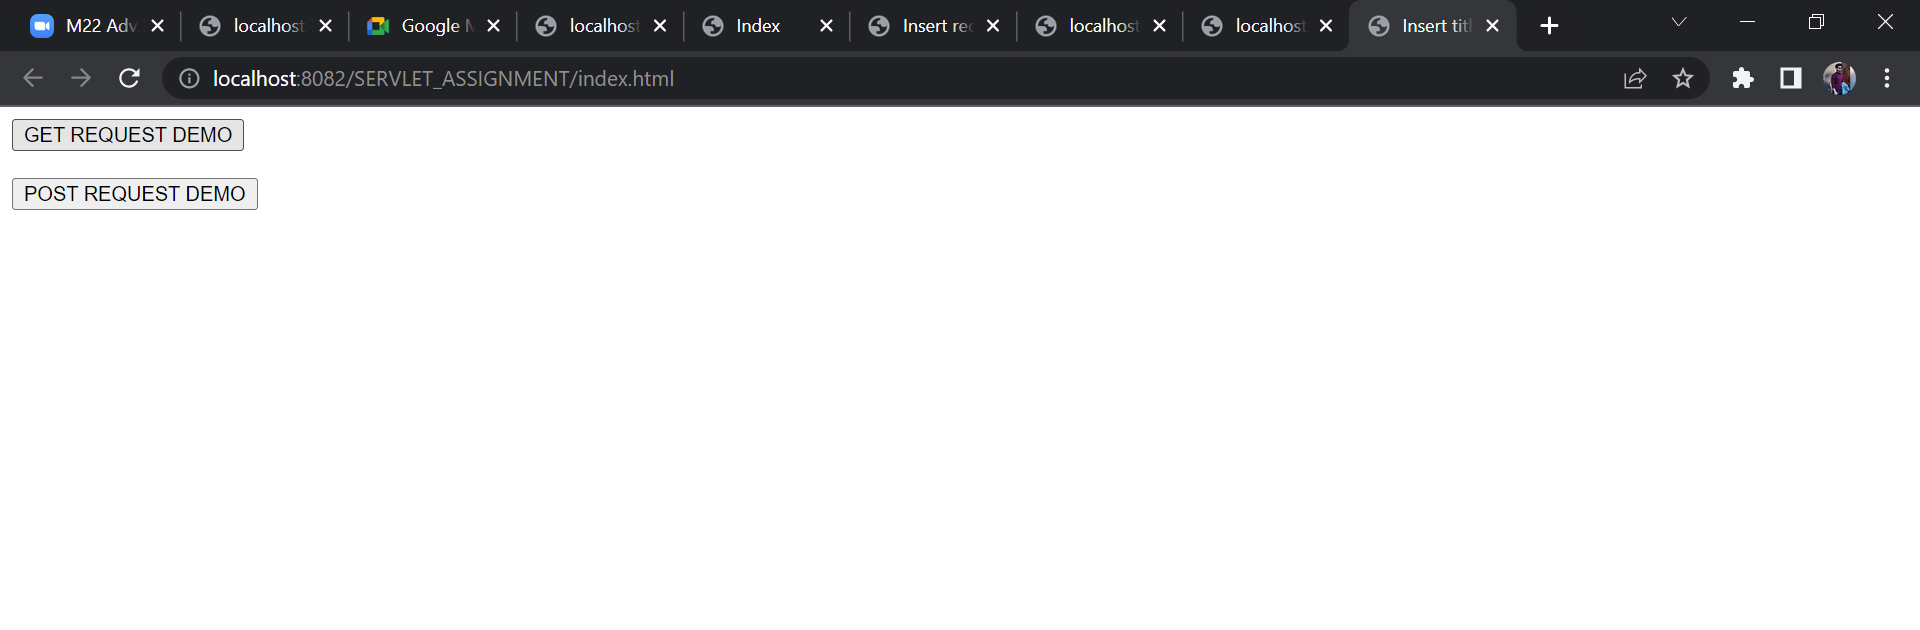 M22 Adv
localhost
Google M
localhost
Index
Insert rec
localhost
localhost
Insert titl
localhost:8082/SERVLET_ASSIGNMENT/index.html
GET REQUEST DEMO
POST REQUEST DEMO